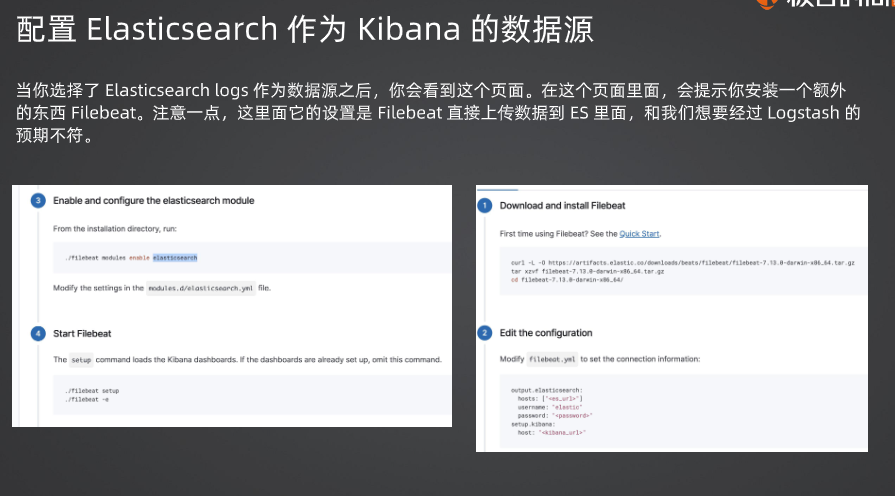 配置 Elasticsearch 作为 Kibana 的数据源
当你选择了 Elasticsearch logs 作为数据源之后，你会看到这个页面。在这个页面里面，会提示你安装一个额外
的东西 Filebeat。注意一点，这里面它的设置是 Filebeat 直接上传数据到 ES 里面，和我们想要经过 Logstash 的
预期不符。
3 Enable and configure the elasticsearch module
From the installation directory, run:
./filebeat modules enable elasticsearch
Modify the settings in the modules.d/elasticsearch.yml file.
4 Start Filebeat
The setup command loads the Kibana dashboards. If the dashboards are already set up, omit this command.
./filebeat setup
./filebeat -e
1 Download and install Filebeat
First time using Filebeat? See the Quick Start.
curl -L -O https://artifacts.elastic.co/downloads/beats/filebeat/filebeat-7.13.0-darwin-x86_64.tar.gz
tar xzvf filebeat-7.13.0-darwin-x86_64.tar.gz
cd filebeat-7.13.0-darwin-x86_64/
2 Edit the configuration
Modify filebeat.yml to set the connection information:
output.elasticsearch:
hosts: ["<es_url>"]
username: "elastic"
password: "<password>"
setup.kibana:
host: "<kibana_url>"